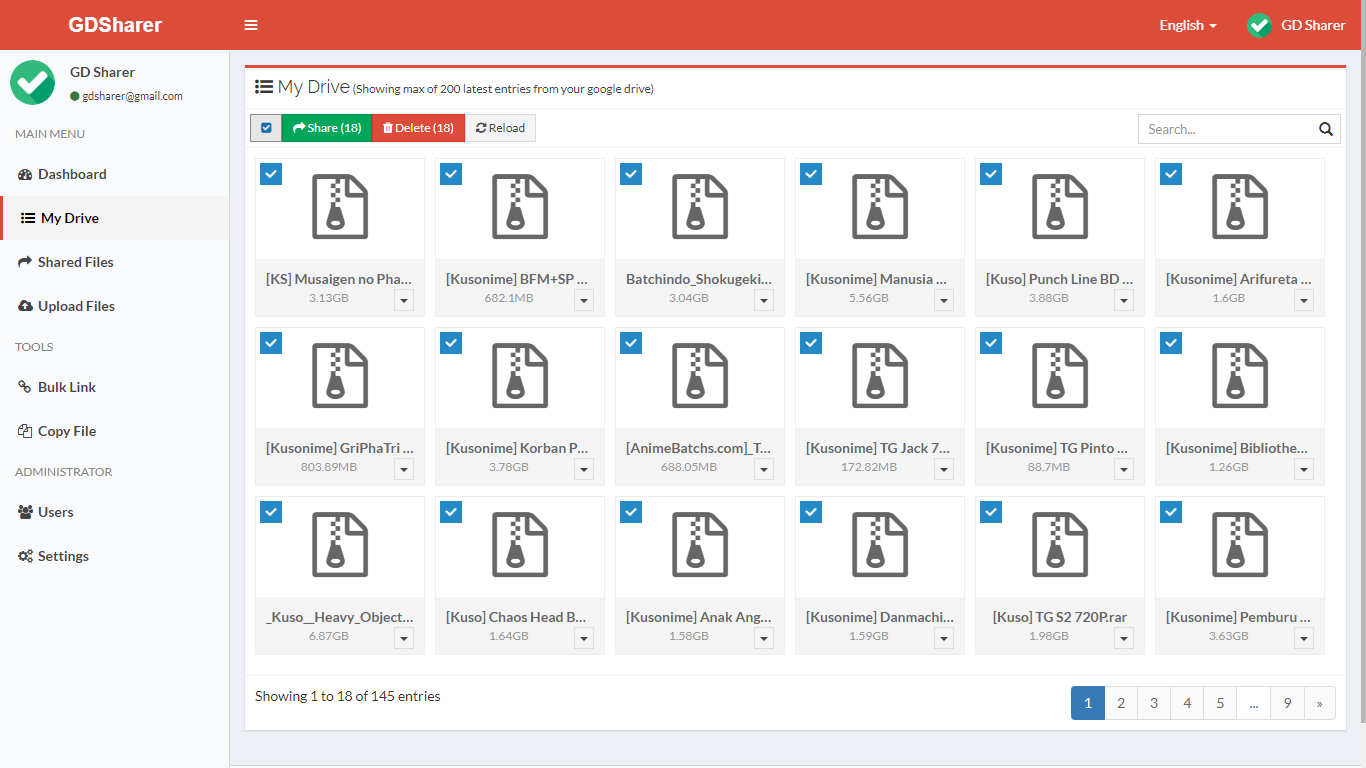 GDSharer
English
GD Sharer
GD Sharer
gdsharer@gmail.com
MAIN MENU
Dashboard
My Drive
Shared Files
Upload Files
TOOLS
Bulk Link
Copy File
ADMINISTRATOR
Users
Settings
My Drive (Showing max of 200 latest entries from your google drive)
Share (18) Delete (18) Reload
Search...
[KS] Musaigen no Pha...
3.13GB
[Kusonime] BFM+SP ...
682.1MB
Batchindo_Shokugeki...
3.04GB
[Kusonime] Manusia ...
5.56GB
[Kuso] Punch Line BD ...
3.88GB
[Kusonime] Arifureta ...
1.6GB
[Kusonime] GriPhaTri ...
803.89MB
[Kusonime] Korban P...
3.78GB
[AnimeBatchs.com]_T...
688.05MB
[Kusonime] TG Jack 7...
172.82MB
[Kusonime] TG Pinto ...
88.7MB
[Kusonime] Bibliothe...
1.26GB
_Kuso__Heavy_Object...
6.87GB
[Kuso] Chaos Head B...
1.64GB
[Kusonime] Anak Ang...
1.58GB
[Kusonime] Danmachi...
1.59GB
[Kuso] TG S2 720P.rar
1.98GB
[Kusonime] Pemburu ...
3.63GB
Showing 1 to 18 of 145 entries
1 2 3 4 5 ... 9 »